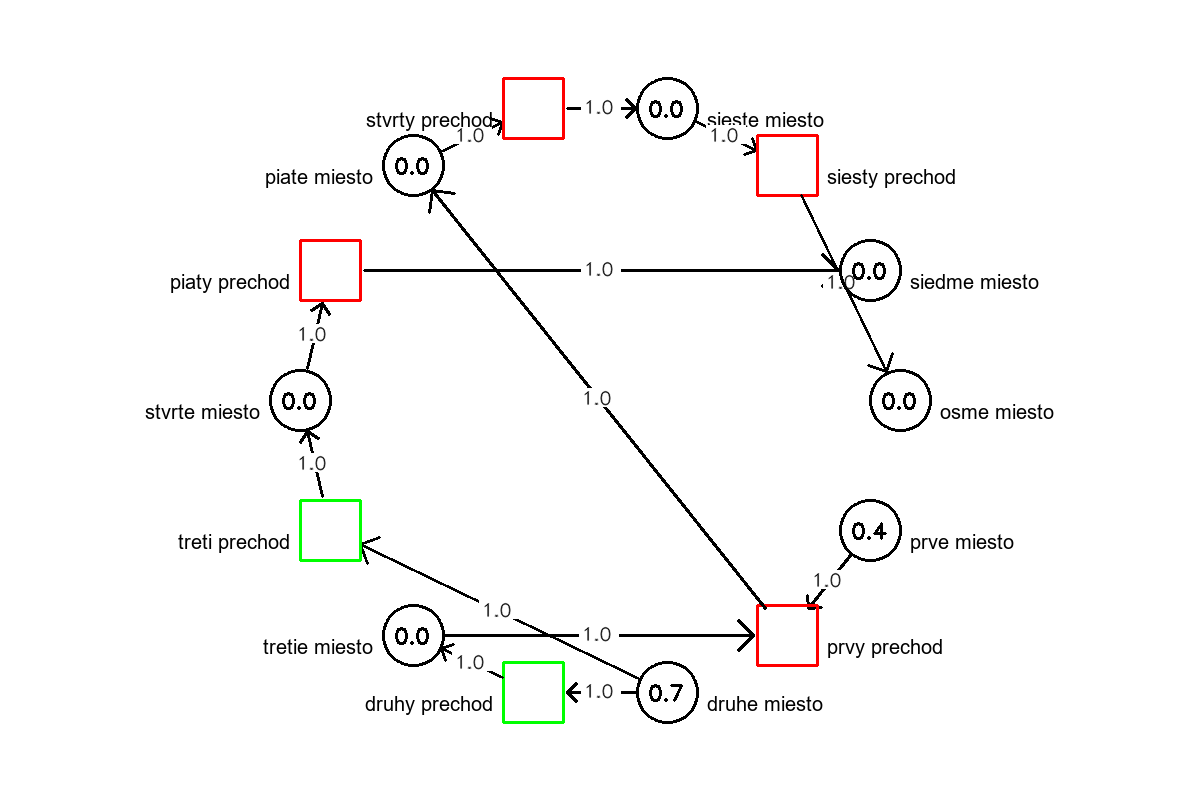 1.0
0.0
stvrty prechod
1.0
sieste miesto
1.0
0.0
piate miesto
siesty prechod
1.0
0.0
piaty prechod
1.0
siedme miesto
1.0
0.0
stvrte miesto
1.0
0.0
osme miesto
1.0
treti prechod
0.4
prve miesto
1.0
1.0
0.0
tretie miesto
1.0
prvy prechod
1.0
druhy prechod
1.0
0.7
druhe miesto